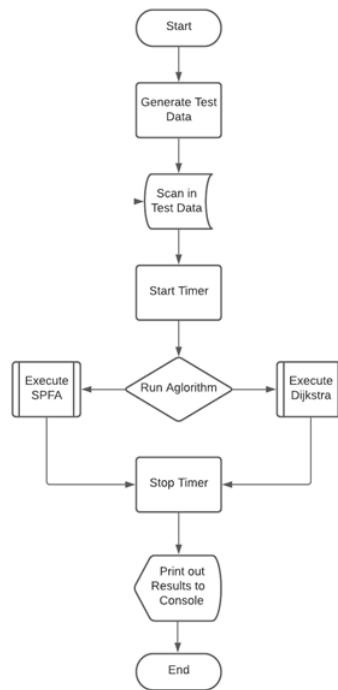 Start
Generate Test
Data
Scan in
Test Data
Start Timer
Execute
SPFA
Run Aglorithm
Execute
Dijkstra
Stop Timer
Print out
Results to
Console
End